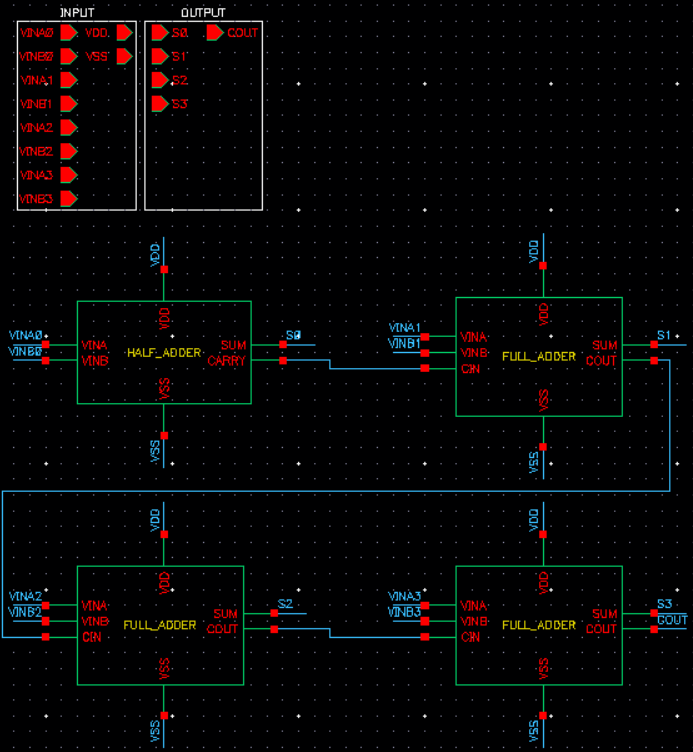 INPUT OUTPUT
VINA0 VDD S0 COUT
VINB0 VSS S1
VINA1 S2
VINB1 S3
VINA2
VINB2
VINA3
VINB3
VDD
VINA0
VINB0
VDD
VINA
VINB
HALF_ADDER
SUM
CARRY
VSS
S0
VSS
VDD
VINA1
VINB1
VDD
VINA
VINB
CIN
FULL_ADDER
SUM
COUT
VSS
S1
VSS
VDD
VINA2
VINB2
VDD
VINA
VINB
CIN
FULL_ADDER
SUM
COUT
VSS
S2
VSS
VDD
VINA3
VINB3
VDD
VINA
VINB
CIN
FULL_ADDER
SUM
COUT
VSS
S3
COUT
VSS